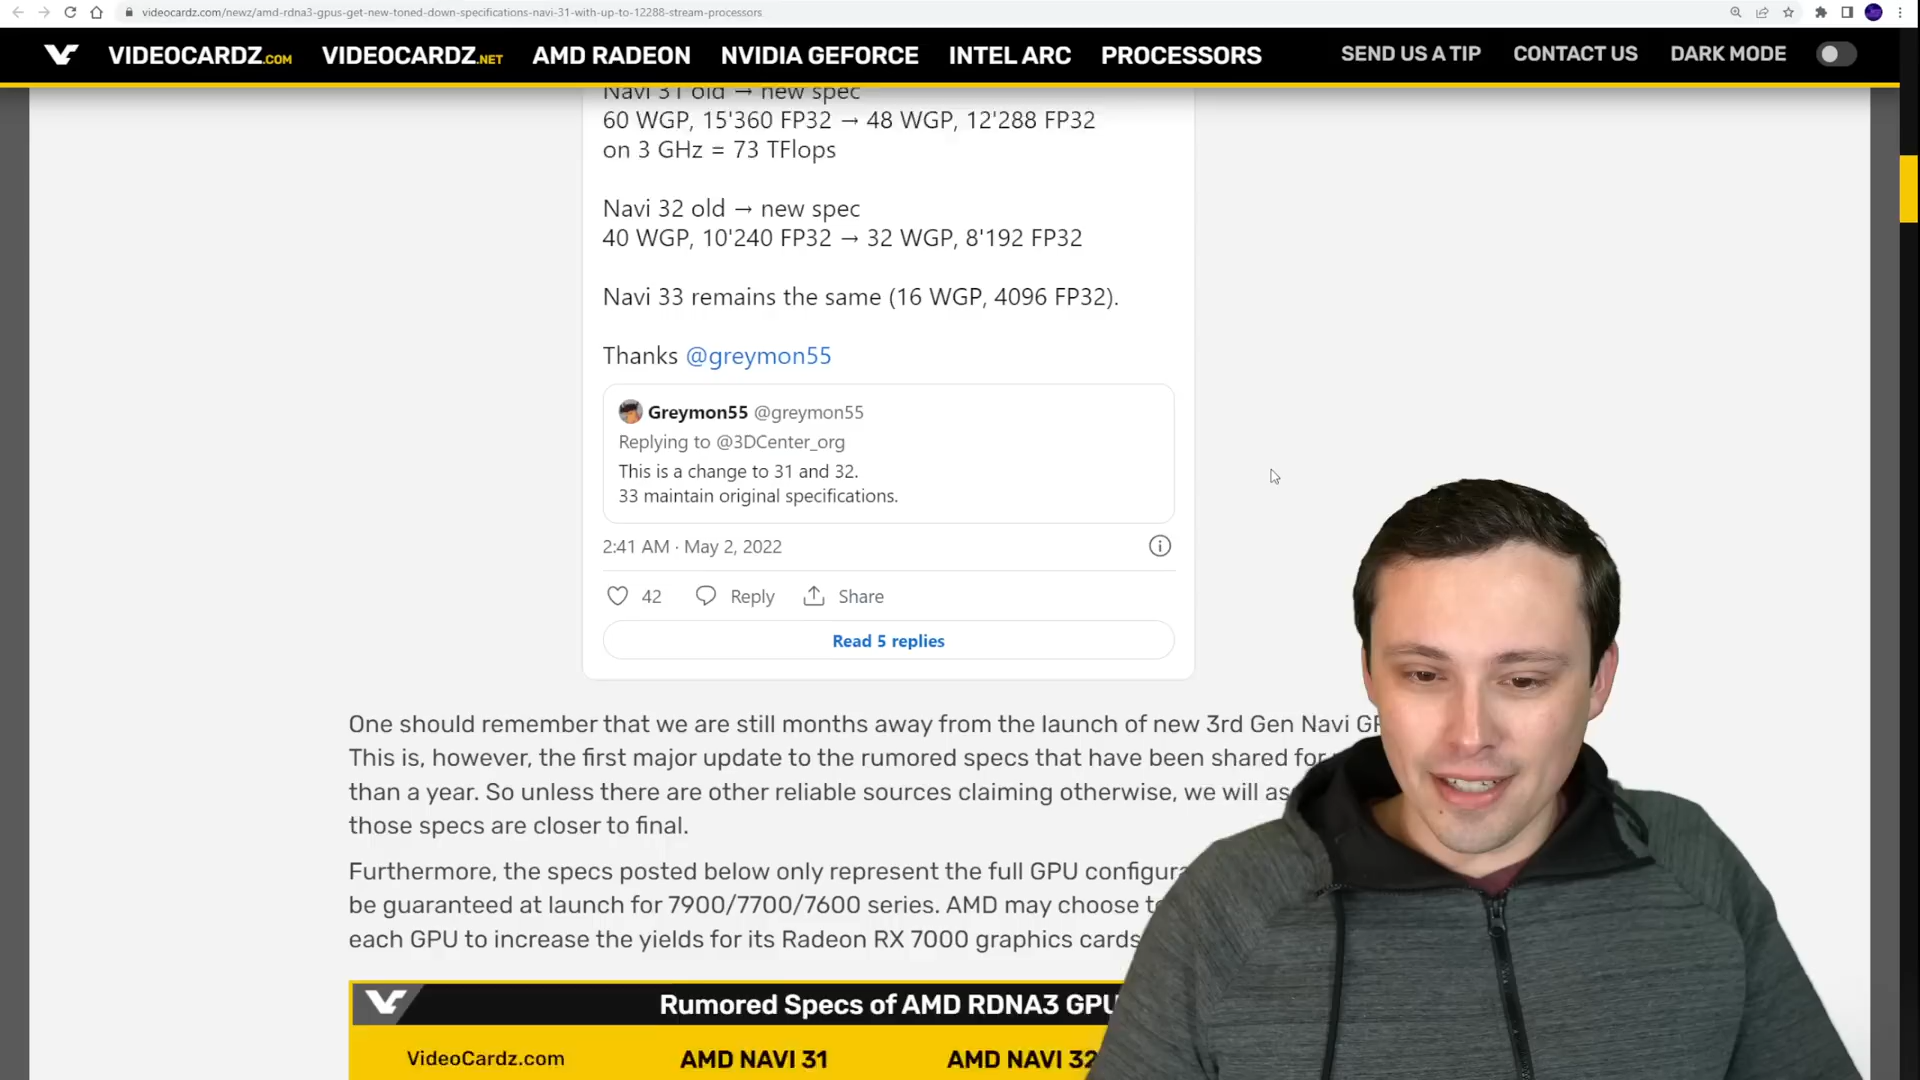 videocardz.com/newz/amd-rdna3-gpus-get-new-toned-down-specifications-navi-31-with-up-to-12288-stream-processors
VIDEOCARDZ.COM VIDEOCARDZ.NET AMD RADEON NVIDIA GEFORCE INTEL ARC PROCESSORS SEND US A TIP CONTACT US DARK MODE
Navi 31 old → new spec
60 WGP, 15'360 FP32 → 48 WGP, 12'288 FP32
on 3 GHz = 73 TFlops
Navi 32 old → new spec
40 WGP, 10'240 FP32 → 32 WGP, 8'192 FP32
Navi 33 remains the same (16 WGP, 4096 FP32).
Thanks @greymon55
Greymon55 @greymon55
Replying to @3DCenter_org
This is a change to 31 and 32.
33 maintain original specifications.
2:41 AM · May 2, 2022
42 Reply Share
Read 5 replies
One should remember that we are still months away from the launch of new 3rd Gen Navi
This is, however, the first major update to the rumored specs that have been shared for
than a year. So unless there are other reliable sources claiming otherwise, we will
those specs are closer to final.
Furthermore, the specs posted below only represent the full GPU
be guaranteed at launch for 7900/7700/7600 series. AMD may choose
each GPU to increase the yields for its Radeon RX 7000 graphics cards
Rumored Specs of AMD RDNA3
VideoCardz.com AMD NAVI 31 AMD NAVI 32